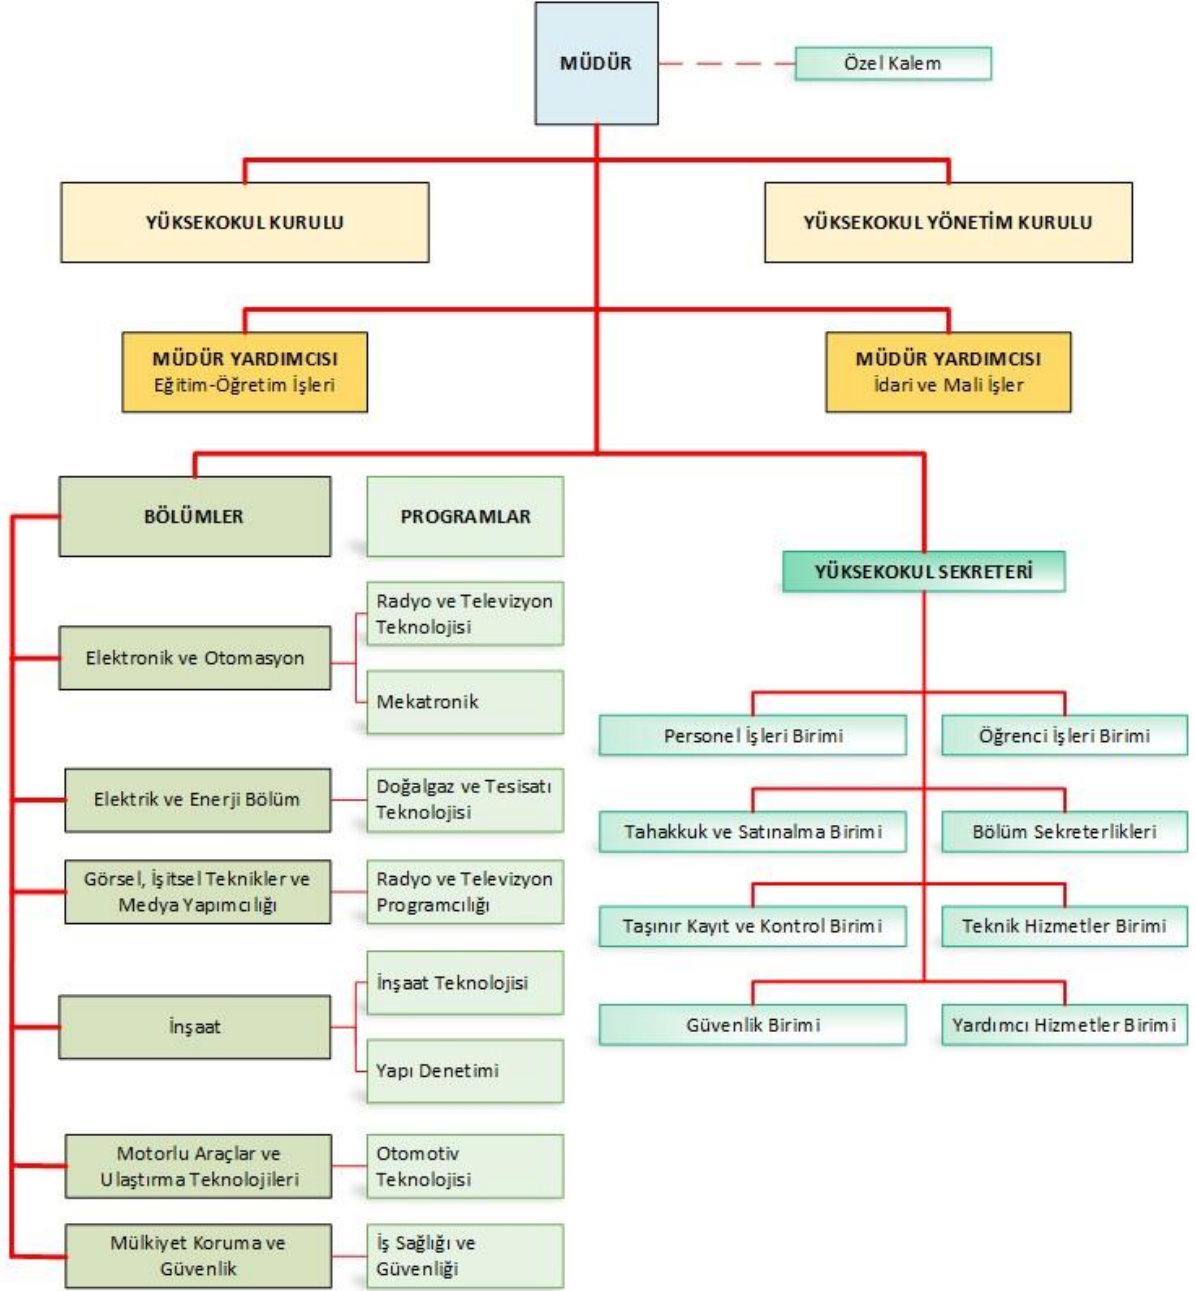 MÜDÜR
Özel Kalem
YÜKSEKOKUL KURULU
YÜKSEKOKUL YÖNETİM KURULU
MÜDÜR YARDIMCISI
Eğitim-Öğretim İşleri
MÜDÜR YARDIMCISI
İdari ve Mali İşler
BÖLÜMLER
PROGRAMLAR
Elektronik ve Otomasyon
Radyo ve Televizyon
Teknolojisi
Mekatronik
Elektrik ve Enerji Bölüm
Doğalgaz ve Tesisatı
Teknolojisi
Görsel, İşitsel Teknikler ve
Medya Yapımcılığı
Radyo ve Televizyon
Programcılığı
İnşaat
İnşaat Teknolojisi
Yapı Denetimi
Motorlu Araçlar ve
Ulaştırma Teknolojileri
Otomotiv
Teknolojisi
Mülkiyet Koruma ve
Güvenlik
İş Sağlığı ve
Güvenliği
YÜKSEKOKUL SEKRETERİ
Personel İşleri Birimi
Öğrenci İşleri Birimi
Tahakkuk ve Satınalma Birimi
Bölüm Sekreterlikleri
Taşınır Kayıt ve Kontrol Birimi
Teknik Hizmetler Birimi
Güvenlik Birimi
Yardımcı Hizmetler Birimi